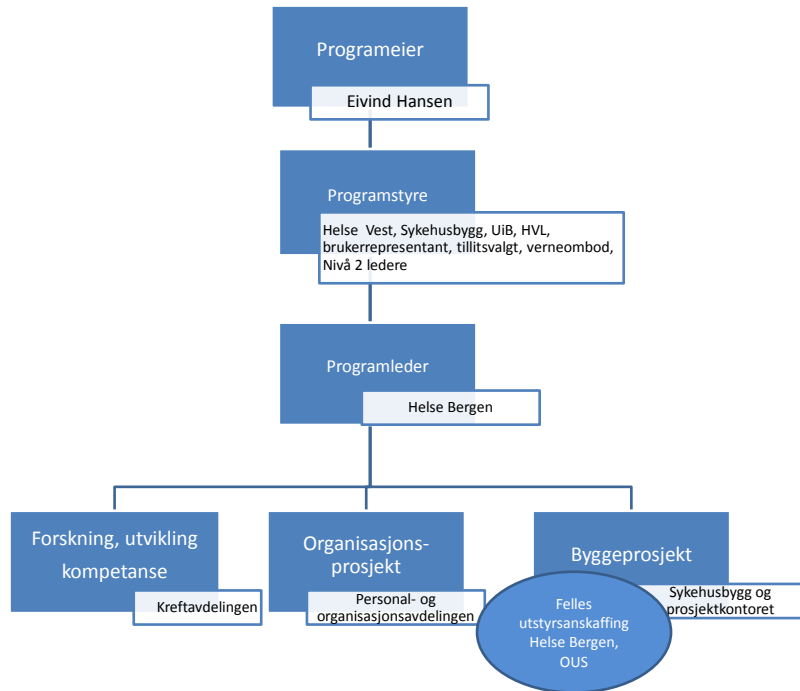 Programeier
Eivind Hansen
Programstyre
Helse Vest, Sykehusbygg, UiB, HVL,
brukerrepresentant, tillitsvalgt, verneombod,
Nivå 2 ledere
Programleder
Helse Bergen
Forskning, utvikling
kompetanse
Kreftavdelingen
Organisasjons-
prosjekt
Personal- og
organisasjonsavdelingen
Byggeprosjekt
Sykehusbygg og
prosjektkontoret
Felles
utstyrsanskaffing
Helse Bergen,
OUS